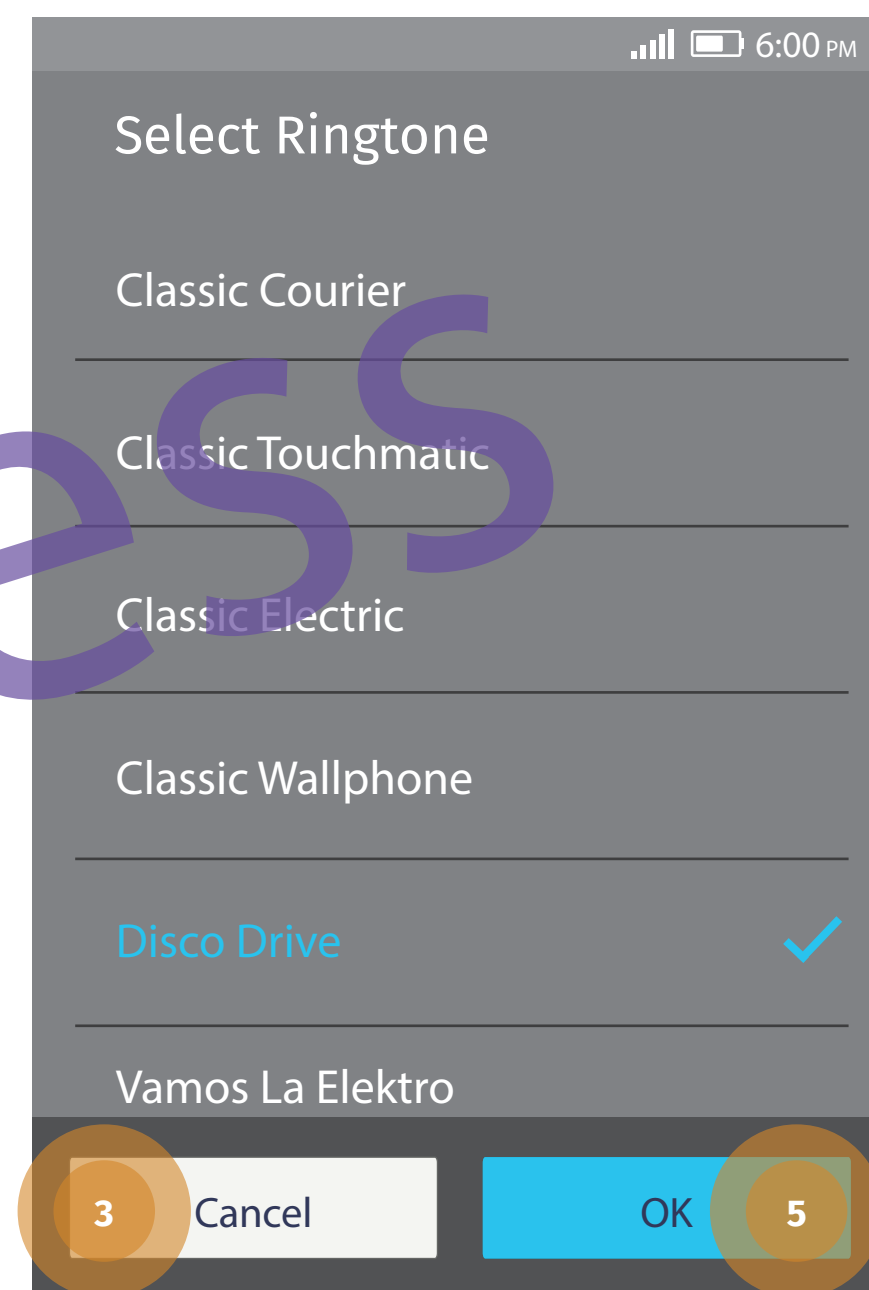 6:00 PM
Select Ringtone
Classic Courier
ess
Classic Touchmatic
Classic Electric
Classic Wallphone
Disco Drive
Vamos La Elektro
3 Cancel OK 5